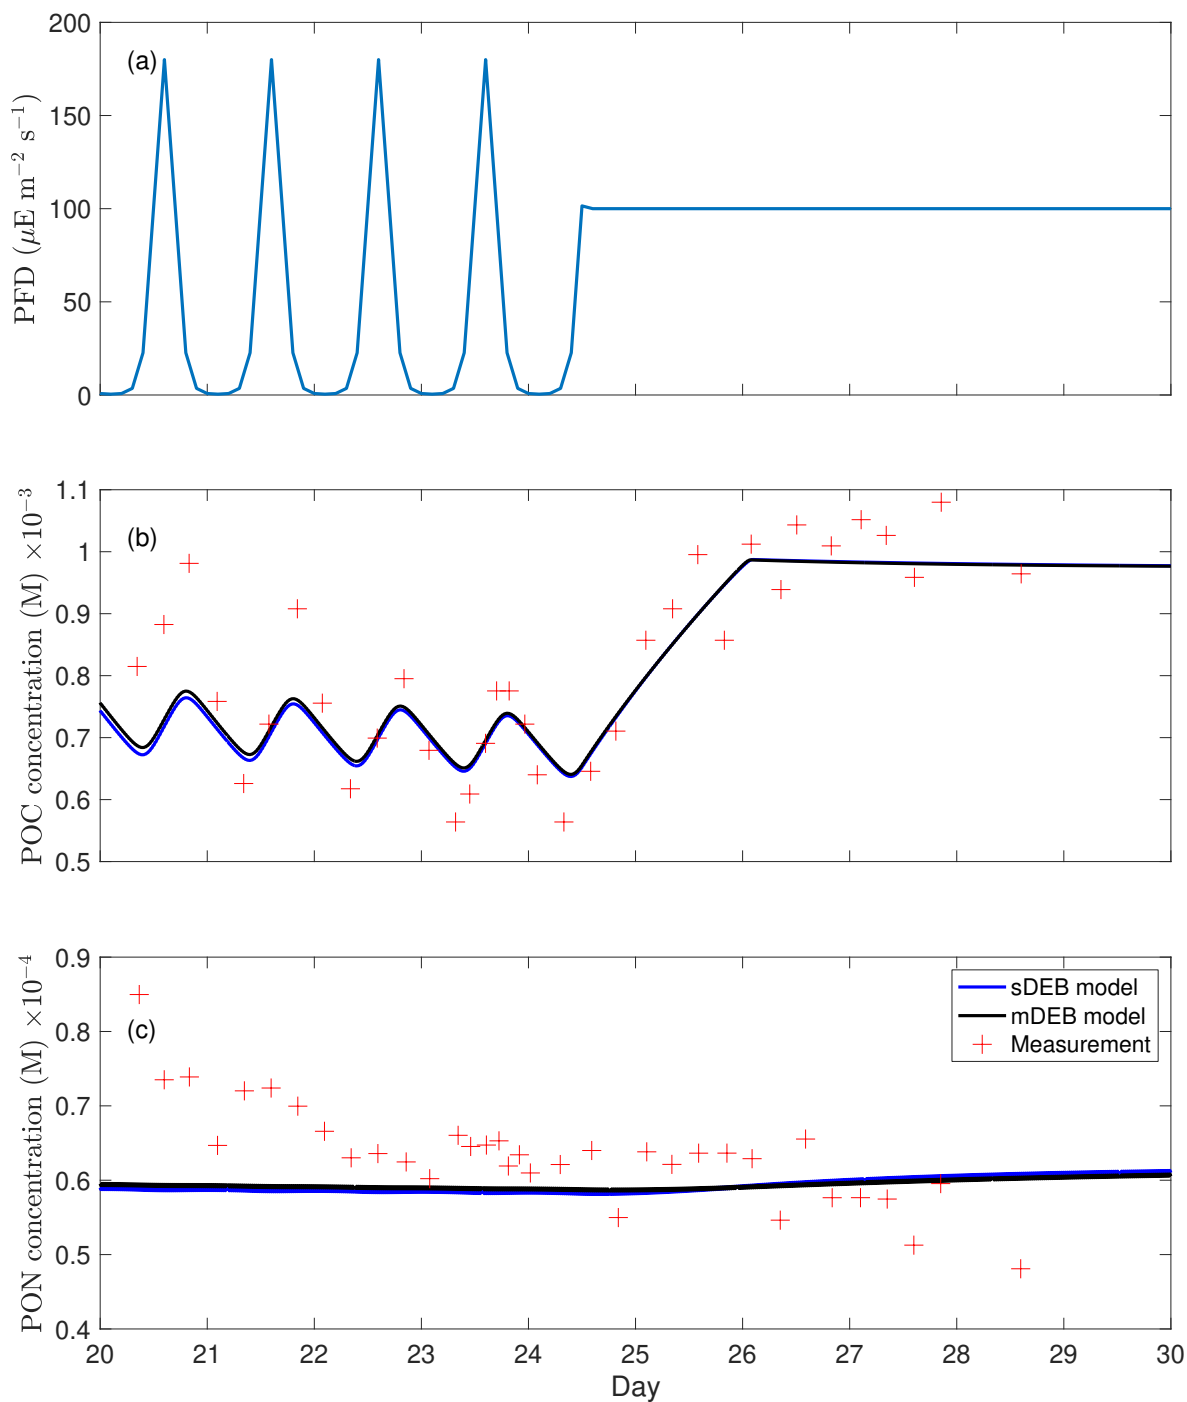 200
150
100
50
0
PFD (μE m⁻² s⁻¹)
(a)
1.1
1
0.9
0.8
0.7
0.6
0.5
POC concentration (M) ×10⁻³
(b)
0.9
0.8
0.7
0.6
0.5
0.4
PON concentration (M) ×10⁻⁴
(c)
sDEB model
mDEB model
Measurement
20 21 22 23 24 25 26 27 28 29 30
Day